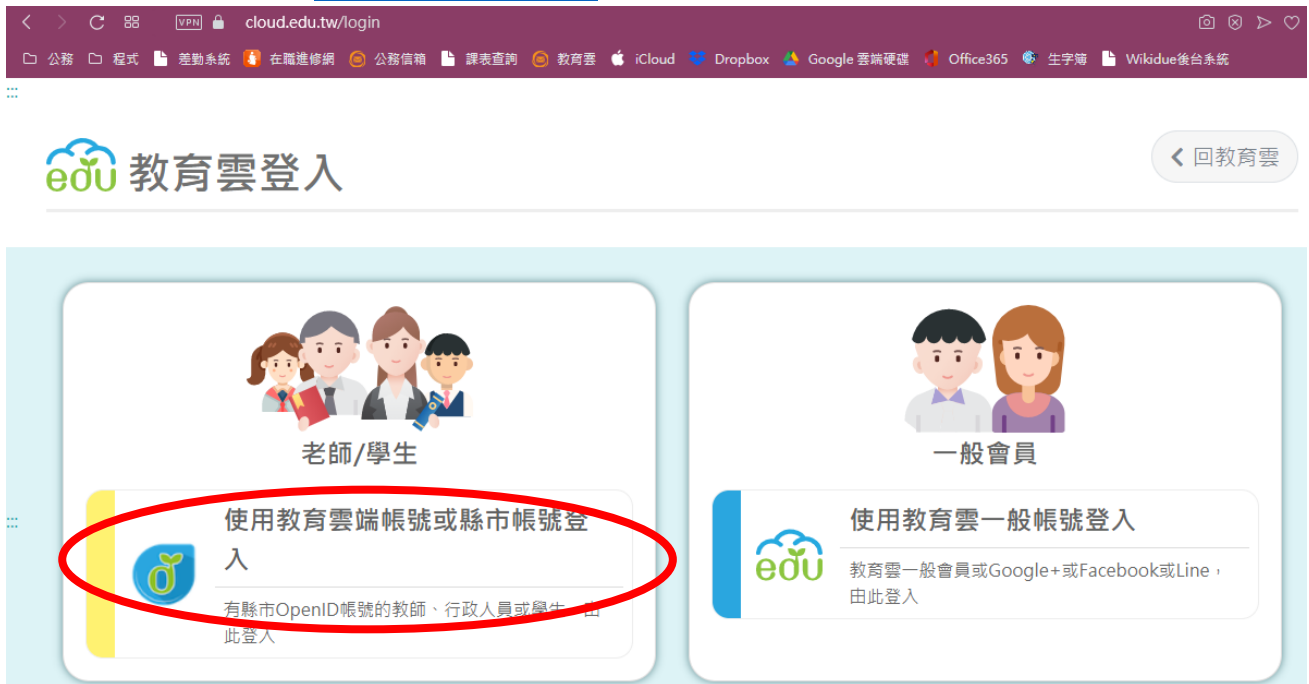 VPN cloud.edu.tw/login
公務 程式 差勤系統 在職進修網 公務信箱 課表查詢 教育雲 iCloud Dropbox Google 雲端硬碟 Office365 生字簿 Wikidue後台系統
edu 教育雲登入
回教育雲
老師/學生
使用教育雲端帳號或縣市帳號登
入
有縣市OpenID帳號的教師、行政人員或學生，由
此登入
一般會員
使用教育雲一般帳號登入
edu
教育雲一般會員或Google+或Facebook或Line，
由此登入